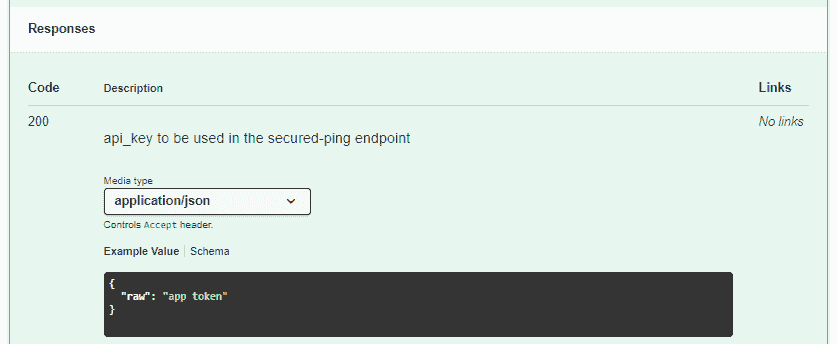 Responses
Code Description Links
200 No links
api_key to be used in the secured-ping endpoint
Media type
application/json
Controls Accept header.
Example Value Schema
{
"raw": "app token"
}